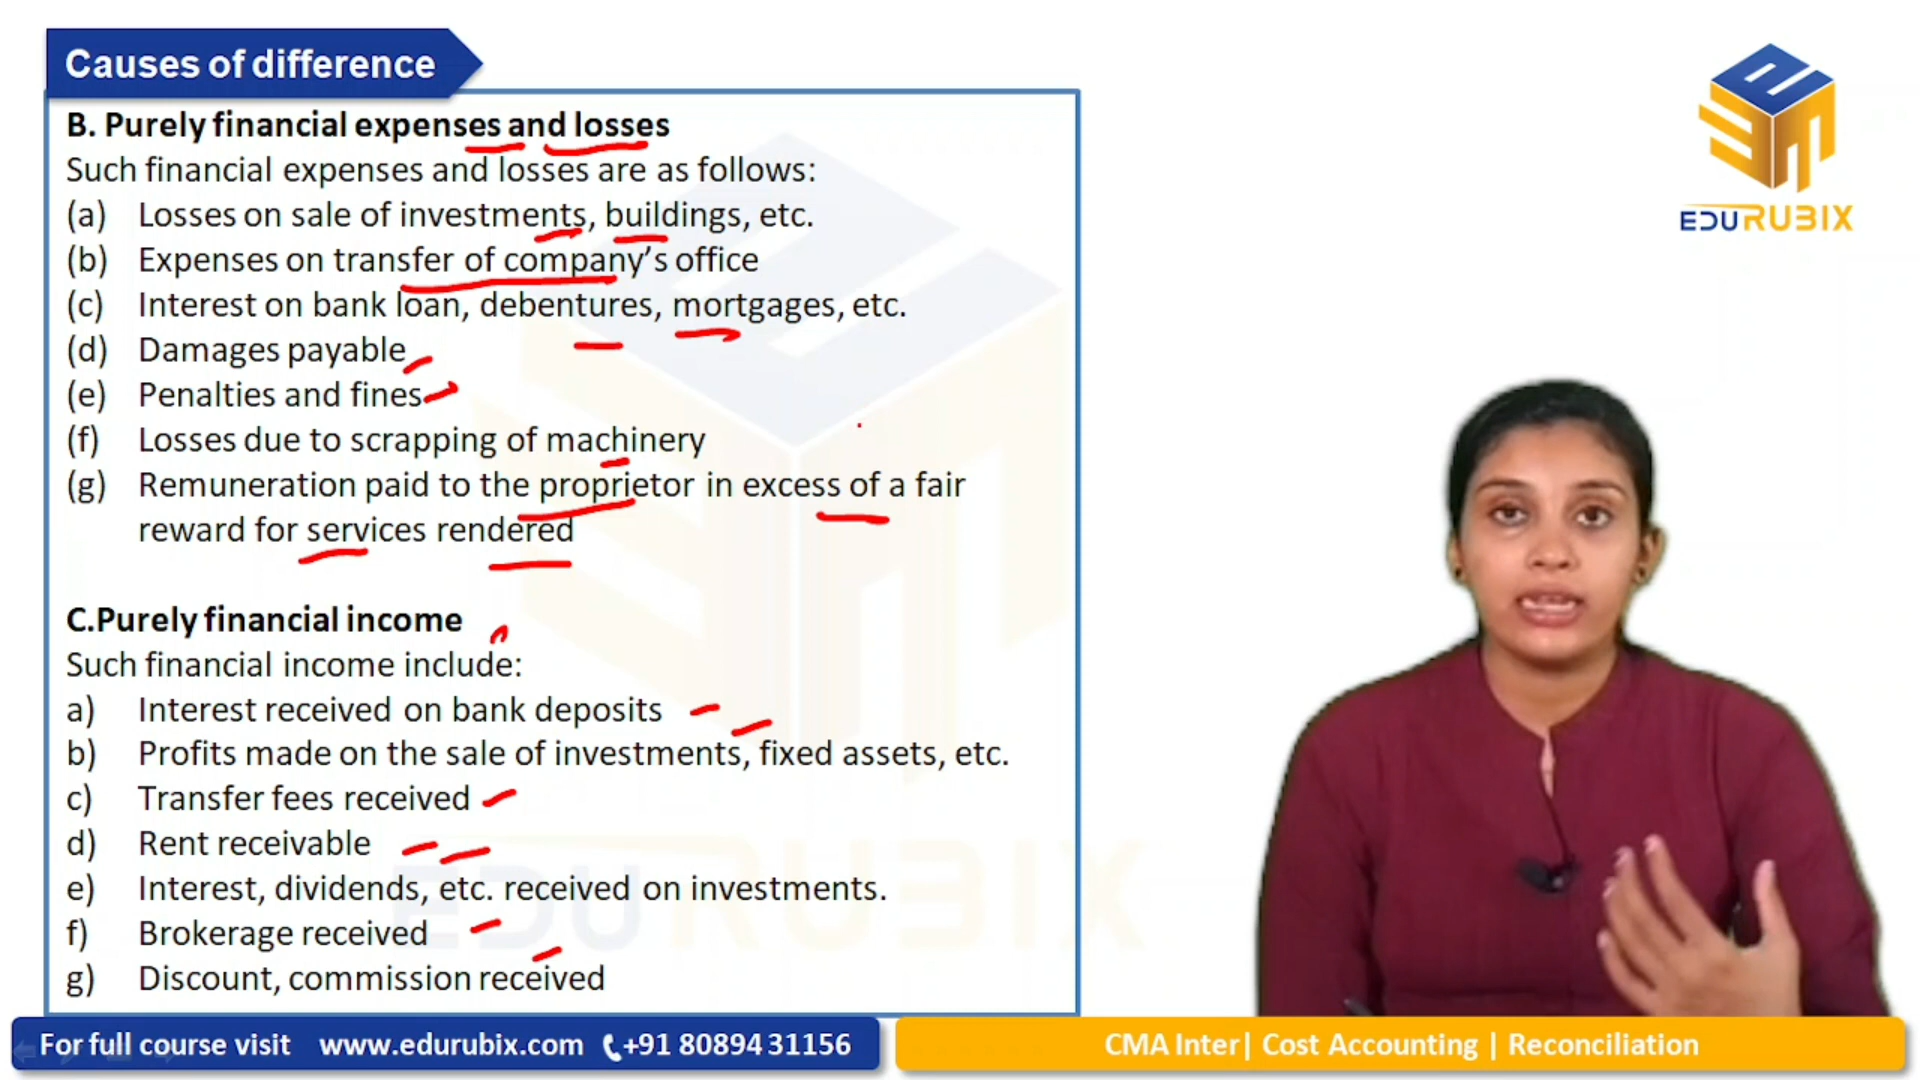 Causes of difference
B. Purely financial expenses and losses
Such financial expenses and losses are as follows:
(a) Losses on sale of investments, buildings, etc.
(b) Expenses on transfer of company’s office
(c) Interest on bank loan, debentures, mortgages, etc.
(d) Damages payable
(e) Penalties and fines
(f) Losses due to scrapping of machinery
(g) Remuneration paid to the proprietor in excess of a fair
reward for services rendered
C.Purely financial income
Such financial income include:
a) Interest received on bank deposits
b) Profits made on the sale of investments, fixed assets, etc.
c) Transfer fees received
d) Rent receivable
e) Interest, dividends, etc. received on investments.
f) Brokerage received
g) Discount, commission received
EDURUBIX
EDURUBIX
For full course visit www.edurubix.com +91 80894 31156
CMA Inter| Cost Accounting | Reconciliation